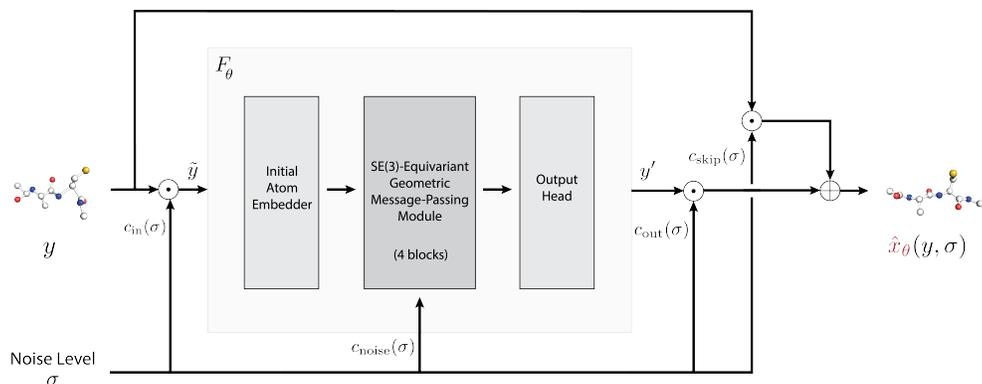 F_θ
Initial
Atom
Embedder
SE(3)-Equivariant
Geometric
Message-Passing
Module
(4 blocks)
Output
Head
ỹ
y′
c_skip(σ)
c_in(σ)
c_out(σ)
y
x̂_θ(y, σ)
c_noise(σ)
Noise Level
σ